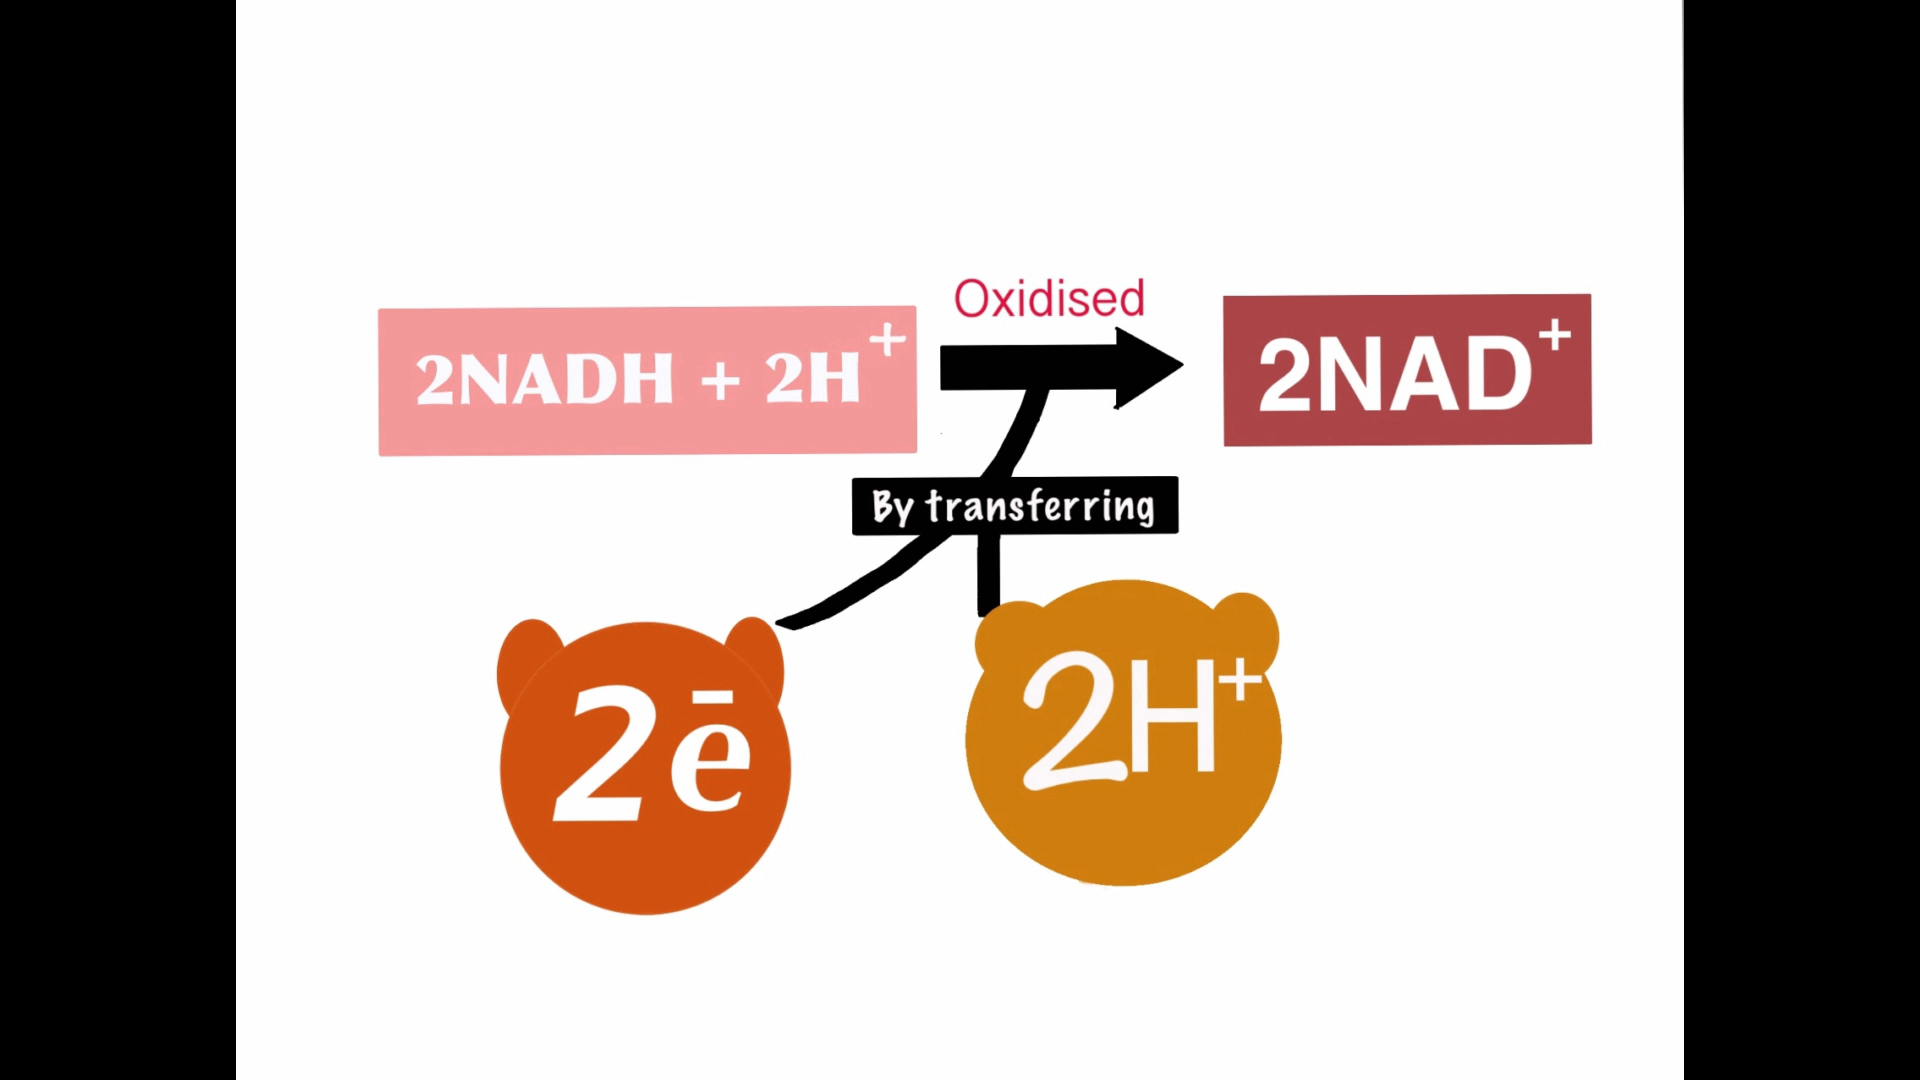 Oxidised
2NADH + 2H⁺
2NAD⁺
By transferring
2ē
2H⁺